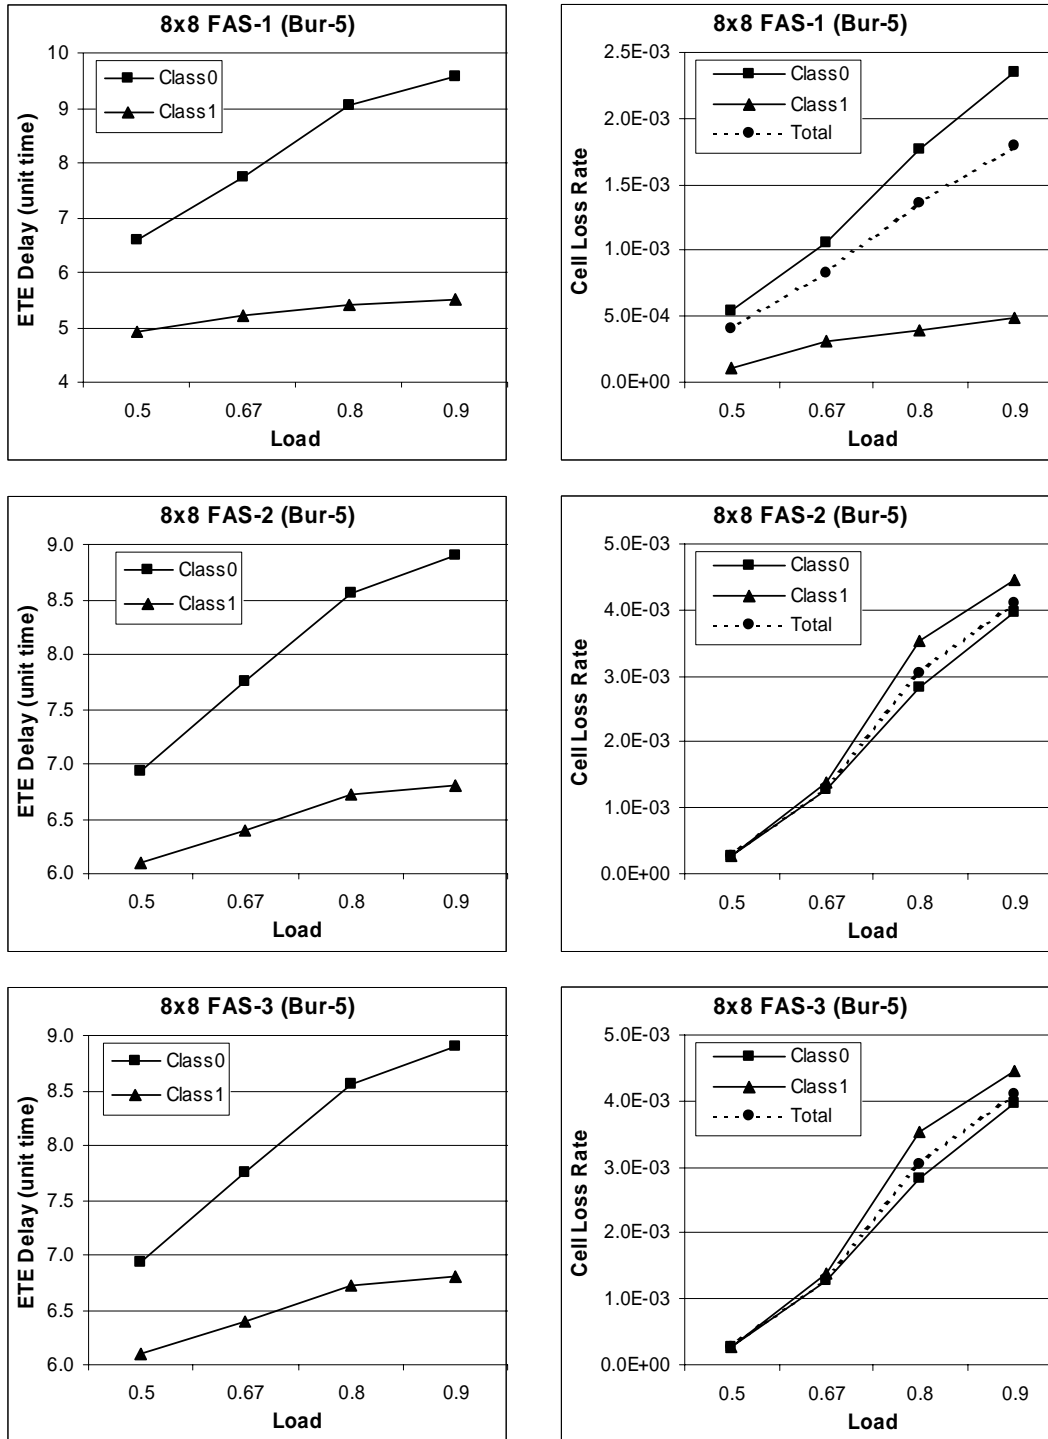 8x8 FAS-1 (Bur-5)
ETE Delay (unit time)
10
9
8
7
6
5
4
Class0
Class1
0.5 0.67 0.8 0.9
Load
8x8 FAS-1 (Bur-5)
Cell Loss Rate
2.5E-03
2.0E-03
1.5E-03
1.0E-03
5.0E-04
0.0E+00
Class0
Class1
Total
0.5 0.67 0.8 0.9
Load
8x8 FAS-2 (Bur-5)
ETE Delay (unit time)
9.0
8.5
8.0
7.5
7.0
6.5
6.0
Class0
Class1
0.5 0.67 0.8 0.9
Load
8x8 FAS-2 (Bur-5)
Cell Loss Rate
5.0E-03
4.0E-03
3.0E-03
2.0E-03
1.0E-03
0.0E+00
Class0
Class1
Total
0.5 0.67 0.8 0.9
Load
8x8 FAS-3 (Bur-5)
ETE Delay (unit time)
9.0
8.5
8.0
7.5
7.0
6.5
6.0
Class0
Class1
0.5 0.67 0.8 0.9
Load
8x8 FAS-3 (Bur-5)
Cell Loss Rate
5.0E-03
4.0E-03
3.0E-03
2.0E-03
1.0E-03
0.0E+00
Class0
Class1
Total
0.5 0.67 0.8 0.9
Load